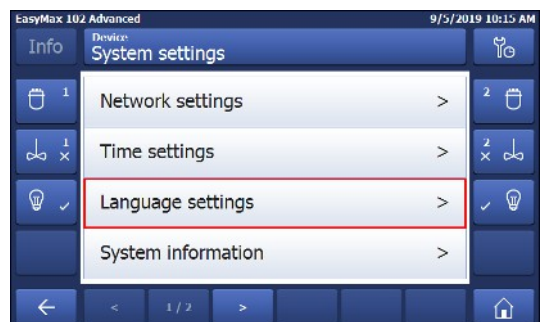 EasyMax 102 Advanced 9/5/2019 10:15 AM
Info
Device
System settings
1 Network settings > 2
1 Time settings > 2
Language settings >
System information >
< 1/2 >